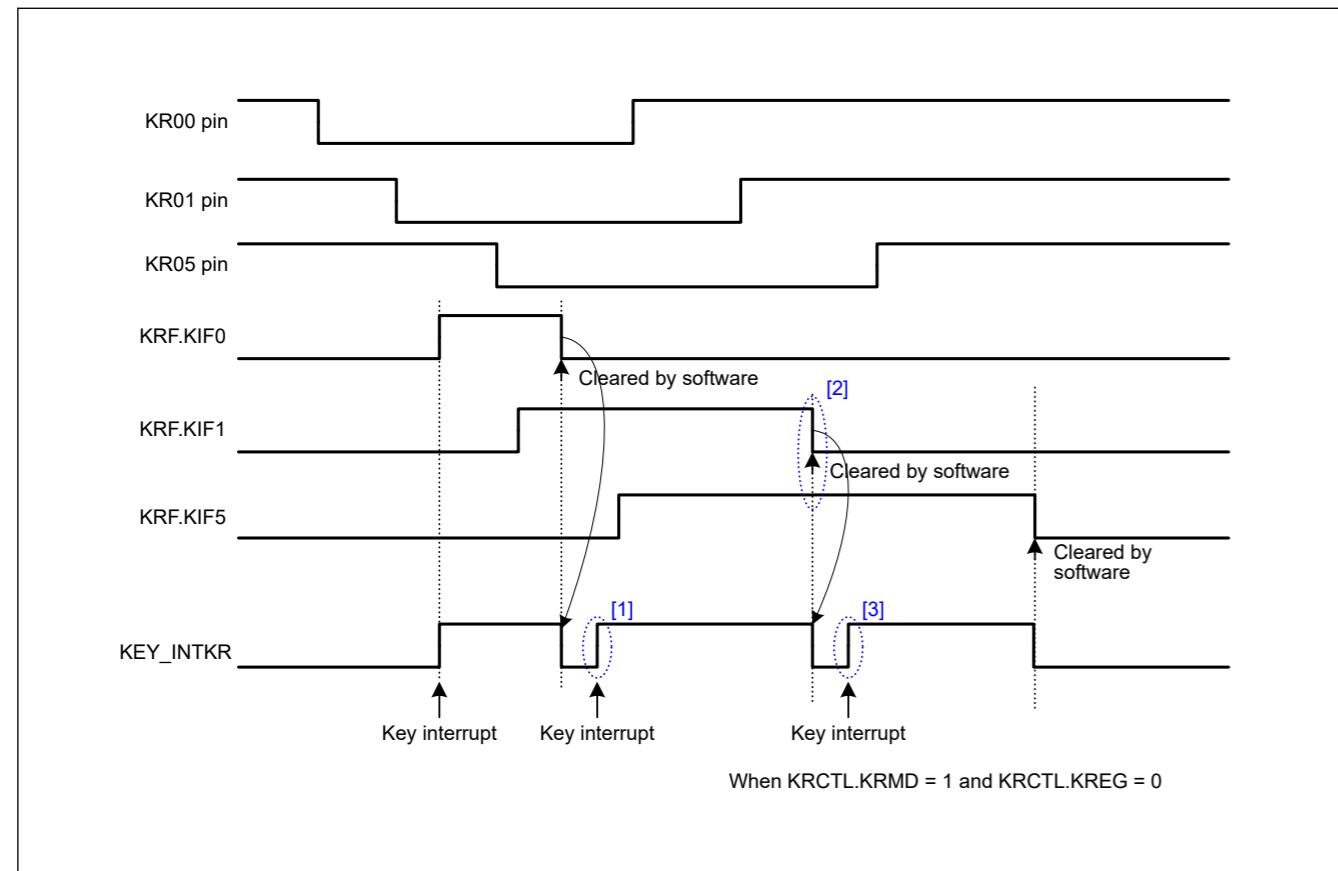 KR00 pin
KR01 pin
KR05 pin
KRF.KIF0
Cleared by software
[2]
KRF.KIF1
Cleared by software
KRF.KIF5
Cleared by
software
[1]
[3]
KEY_INTKR
Key interrupt
Key interrupt
Key interrupt
When KRCTL.KRMD = 1 and KRCTL.KREG = 0